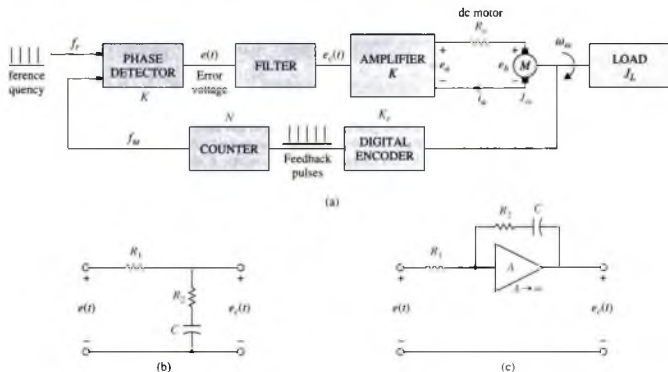 dc motor
f_r
ference
quency
PHASE
DETECTOR
K
e(t)
Error
voltage
FILTER
e_c(t)
AMPLIFIER
K
+
e_a
−
R_a
i_a
+
e_b
−
M
J_m
ω_m
LOAD
J_L
f_ω
N
COUNTER
Feedback
pulses
K_e
DIGITAL
ENCODER
(a)
R_1
+
e(t)
−
R_2
C
+
e_c(t)
−
(b)
R_2
C
R_1
+
A
A→∞
+
e(t)
e_c(t)
−
−
(c)